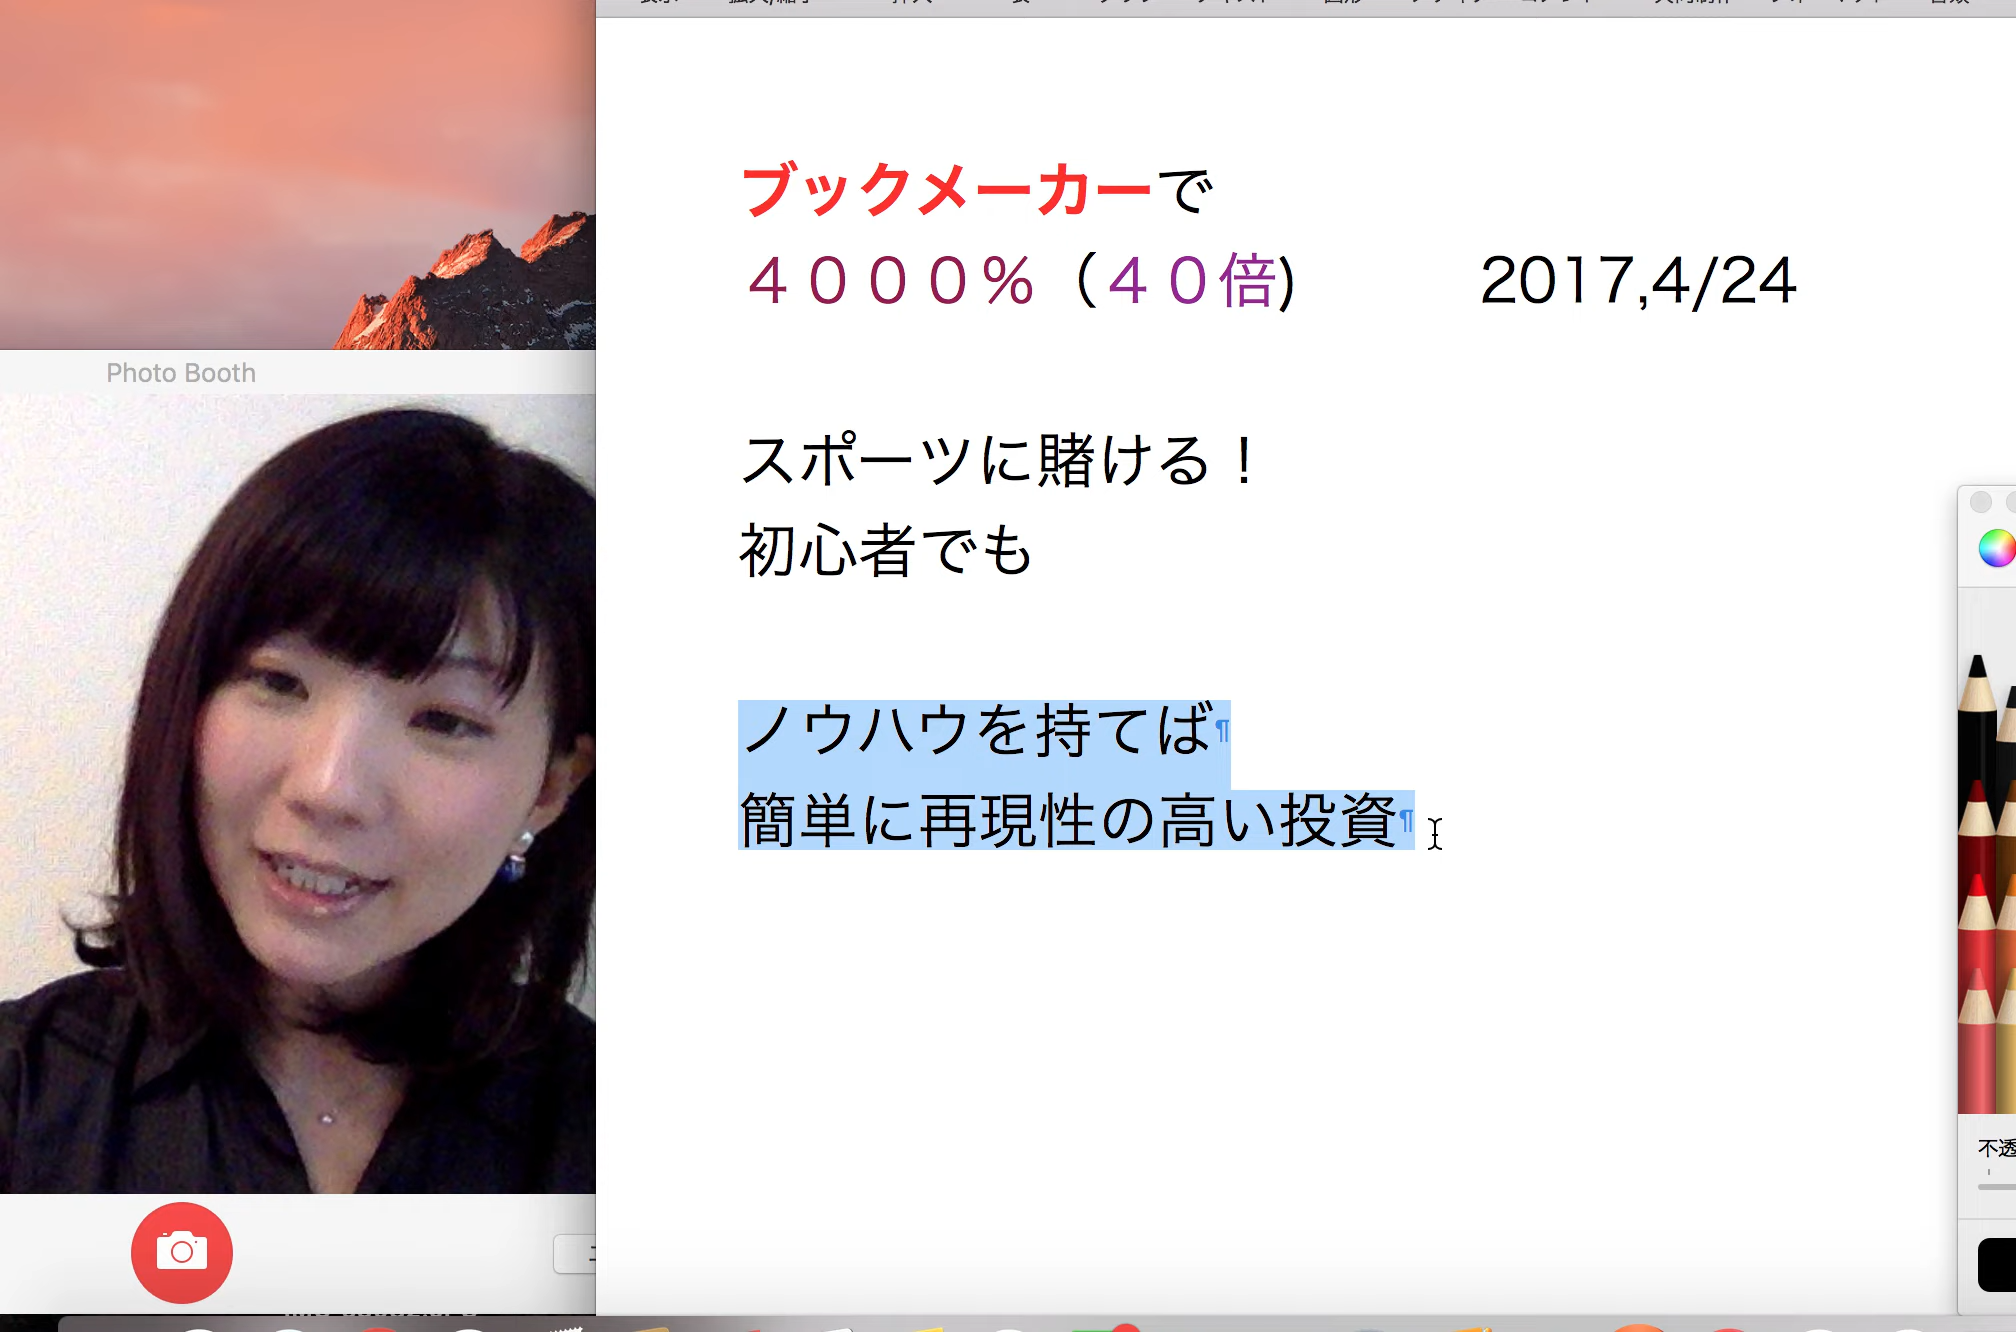 Photo Booth
ブックメーカーで
４０００％（４０倍) 2017,4/24
スポーツに賭ける！
初心者でも
ノウハウを持てば¶
簡単に再現性の高い投資¶
不透